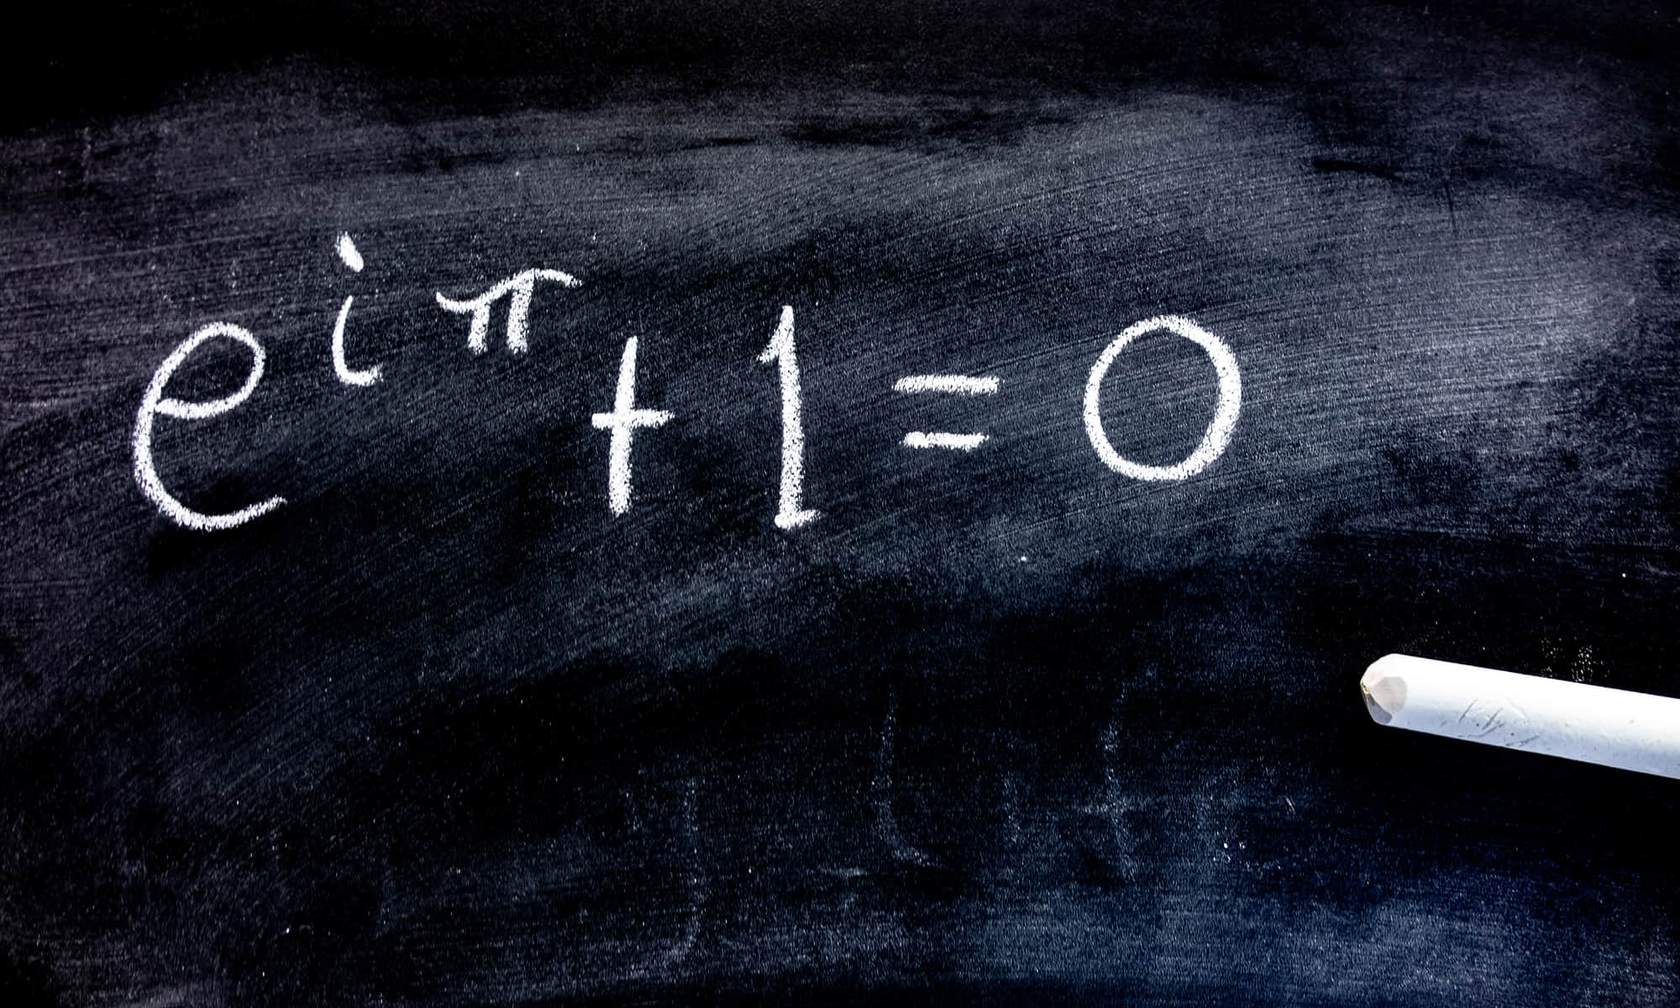 e^{iπ} + 1 = 0